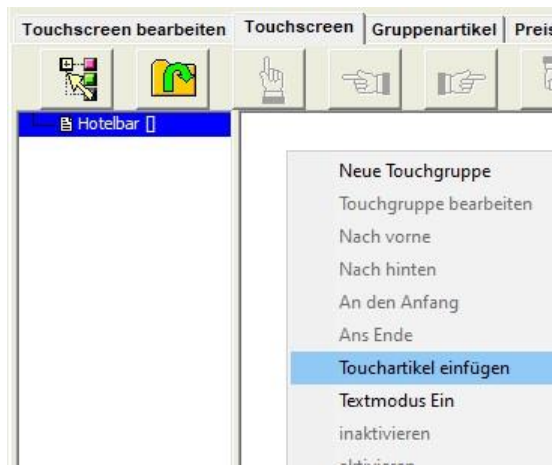 Touchscreen bearbeiten Touchscreen Gruppenartikel
Hotelbar []
Neue Touchgruppe
Touchgruppe bearbeiten
Nach vorne
Nach hinten
An den Anfang
Ans Ende
Touchartikel einfügen
Textmodus Ein
inaktivieren